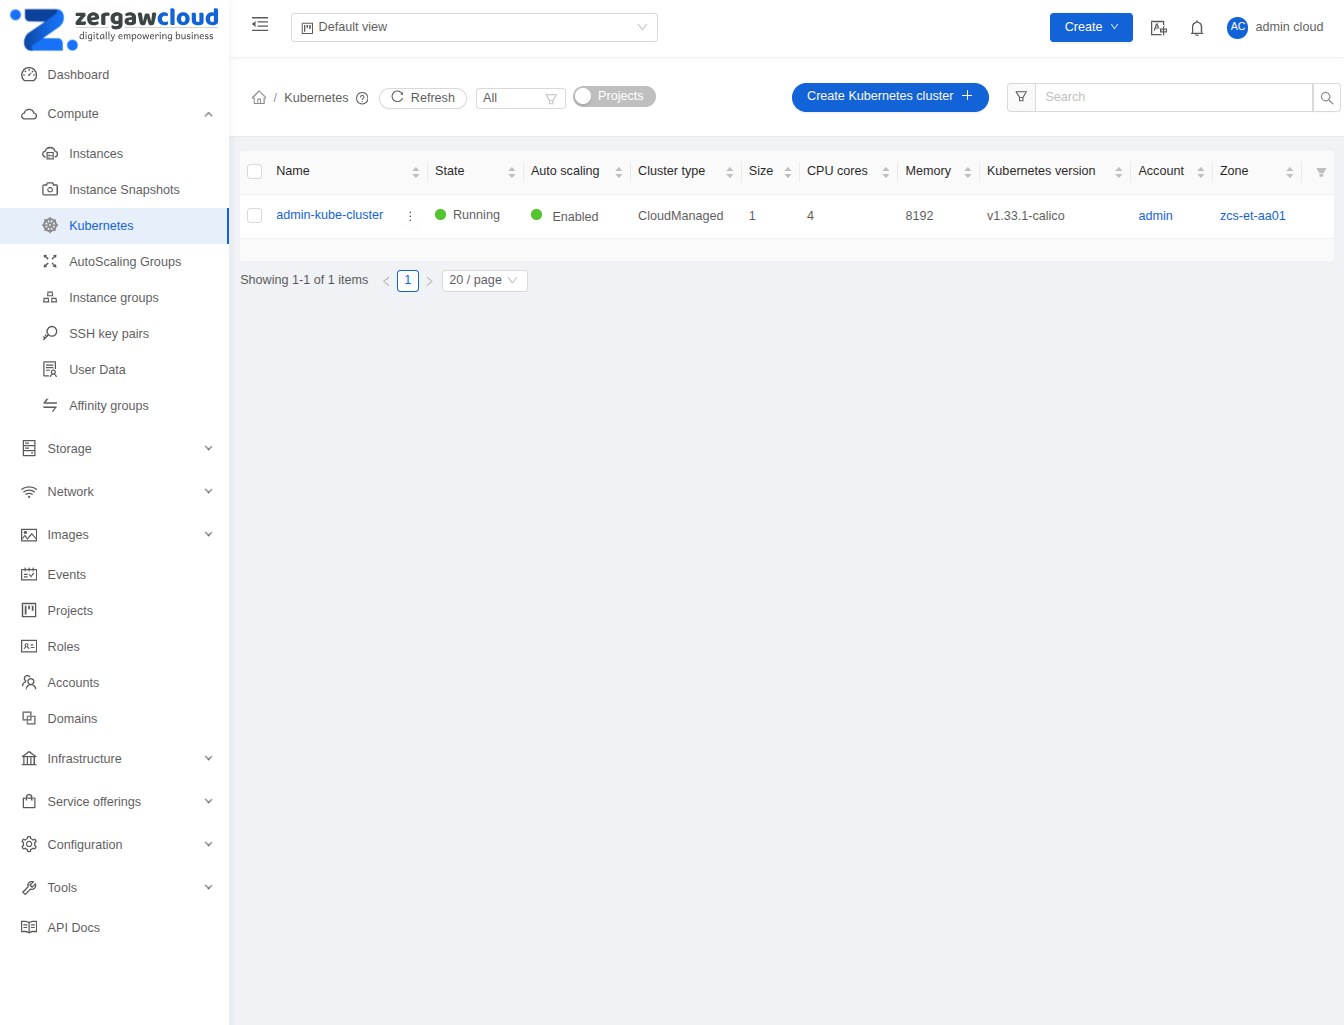 zergawcloud
digitally empowering business
Default view
Create
AC
admin cloud
Dashboard
Compute
Instances
Instance Snapshots
Kubernetes
AutoScaling Groups
Instance groups
SSH key pairs
User Data
Affinity groups
Storage
Network
Images
Events
Projects
Roles
Accounts
Domains
Infrastructure
Service offerings
Configuration
Tools
API Docs
/ Kubernetes
Refresh
All
Projects
Create Kubernetes cluster
Search
Name State Auto scaling Cluster type Size CPU cores Memory Kubernetes version Account Zone
admin-kube-cluster Running Enabled CloudManaged 1 4 8192 v1.33.1-calico admin zcs-et-aa01
Showing 1-1 of 1 items < 1 > 20 / page